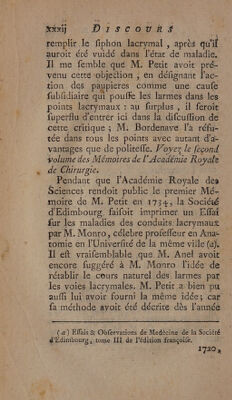 xxxij DISCOURS
remplir le ſiphon lacrymal, après qu'il
auroit été vuidé dans l'état de maladie.
Il me ſemble que M. Petit avoit pré-
venu cette objection, en déſignant l'ac-
tion des paupieres comme une cauſe
ſubſidiaire qui pouſſe les larmes dans les
points lacrymaux : au ſurplus, il ſeroit
ſuperflu d'entrer ici dans la diſcuſſion de
cette critique ; M. Bordenave l'a réfu-
tée dans tous les points avec autant d'a-
vantages que de politeſſe. Voyez le ſecond
volume des Mémoires de l'Académie Royale
de Chirurgie.
Pendant que l'Académie Royale des
Sciences rendoit public le premier Mé-
moire de M. Petit en 1734, la Société
d'Edimbourg faiſoit imprimer un Eſſai
ſur les maladies des conduits lacrymaux
par M. Monro, célebre profeſſeur en Ana-
tomie en l'Univerſité de la même ville (a).
Il eſt vraiſemblable que M. Anel avoit
encore ſuggéré à M. Monro l'idée de
rétablir le cours naturel des larmes par
les voies lacrymales. M. Petit a bien pu
auſſi lui avoir fourni la même idée ; car
ſa méthode avoit été décrite dès l'année
(a) Eſſais & Obſervations de Medécine de la Société
d'Edimbourg, tome III de l'édition françoiſe.
1720,